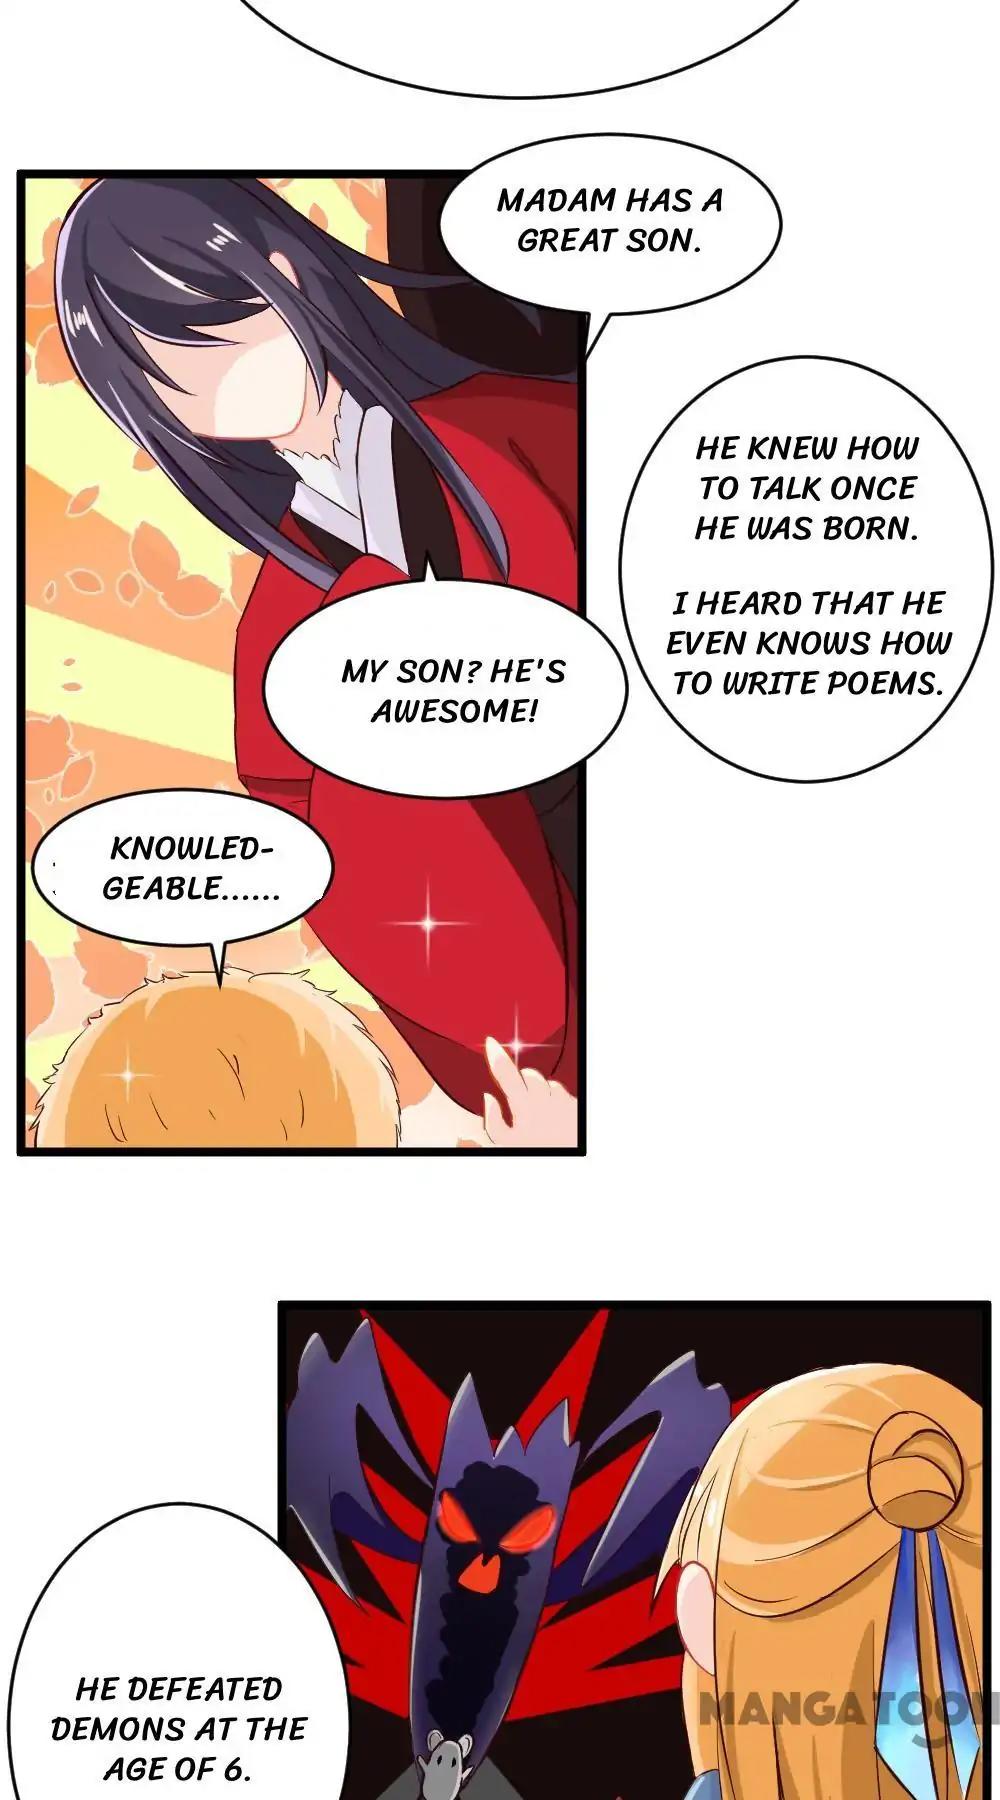 MADAM HAS A
GREAT SON.
HE KNEW HOW
TO TALK ONCE
HE WAS BORN.
I HEARD THAT HE
EVEN KNOWS HOW
TO WRITE POEMS.
MY SON? HE'S
AWESOME!
KNOWLED-
GEABLE......
HE DEFEATED
DEMONS AT THE
AGE OF 6.
MANGATOON